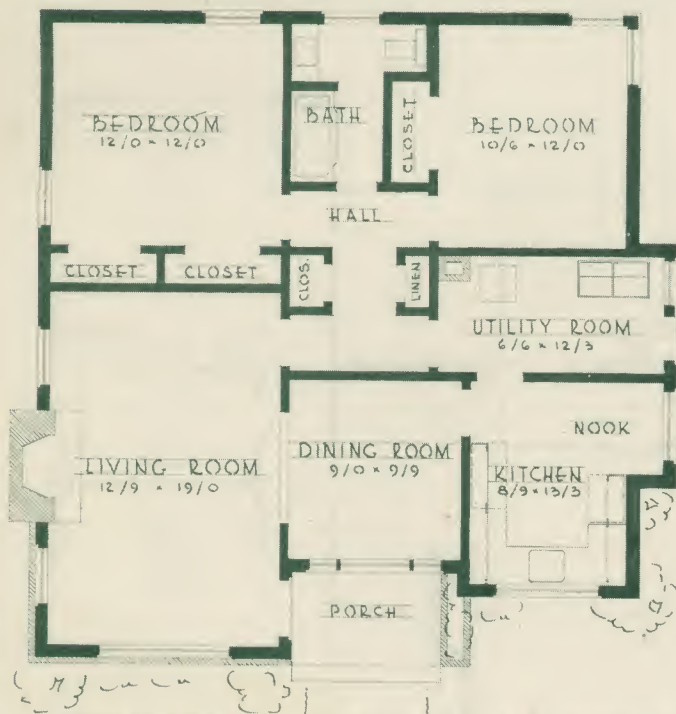 BEDROOM
12/0 × 12/0
BATH
CLOSET
BEDROOM
10/6 × 12/0
HALL
CLOSET
CLOSET
CLOS.
LINEN
UTILITY ROOM
6/6 × 12/3
LIVING ROOM
12/9 × 19/0
DINING ROOM
9/0 × 9/9
NOOK
KITCHEN
8/9 × 13/3
PORCH